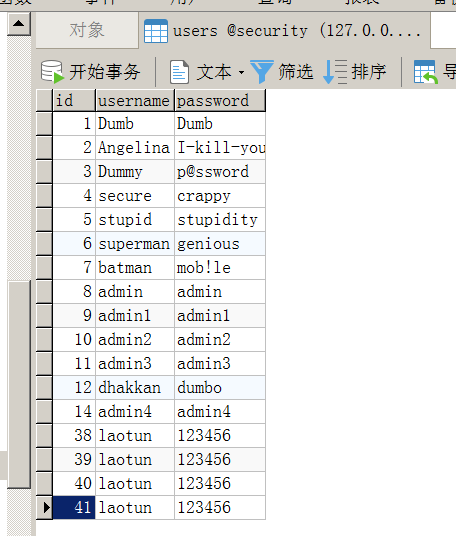 对象
users @security (127.0.0....
开始事务 文本 筛选 排序
id username password
1 Dumb Dumb
2 Angelina I-kill-you
3 Dummy p@ssword
4 secure crappy
5 stupid stupidity
6 superman genious
7 batman mob!le
8 admin admin
9 admin1 admin1
10 admin2 admin2
11 admin3 admin3
12 dhakkan dumbo
14 admin4 admin4
38 laotun 123456
39 laotun 123456
40 laotun 123456
41 laotun 123456